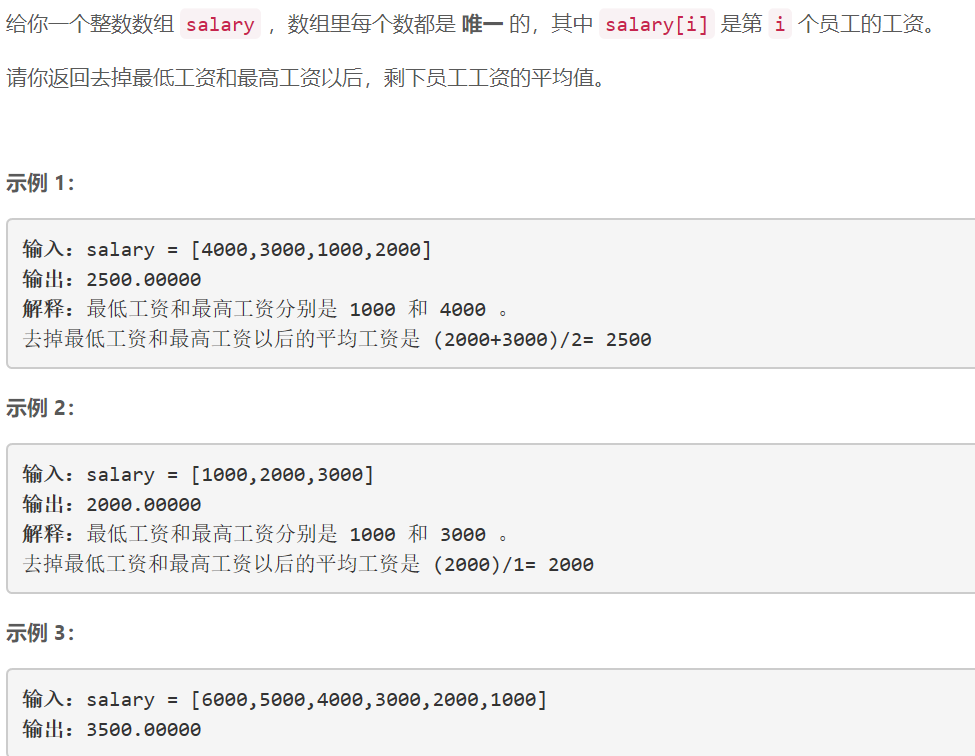 给你一个整数数组 salary ，数组里每个数都是 唯一 的，其中 salary[i] 是第 i 个员工的工资。
请你返回去掉最低工资和最高工资以后，剩下员工工资的平均值。
示例 1：
输入：salary = [4000,3000,1000,2000]
输出：2500.00000
解释：最低工资和最高工资分别是 1000 和 4000 。
去掉最低工资和最高工资以后的平均工资是 (2000+3000)/2= 2500
示例 2：
输入：salary = [1000,2000,3000]
输出：2000.00000
解释：最低工资和最高工资分别是 1000 和 3000 。
去掉最低工资和最高工资以后的平均工资是 (2000)/1= 2000
示例 3：
输入：salary = [6000,5000,4000,3000,2000,1000]
输出：3500.00000